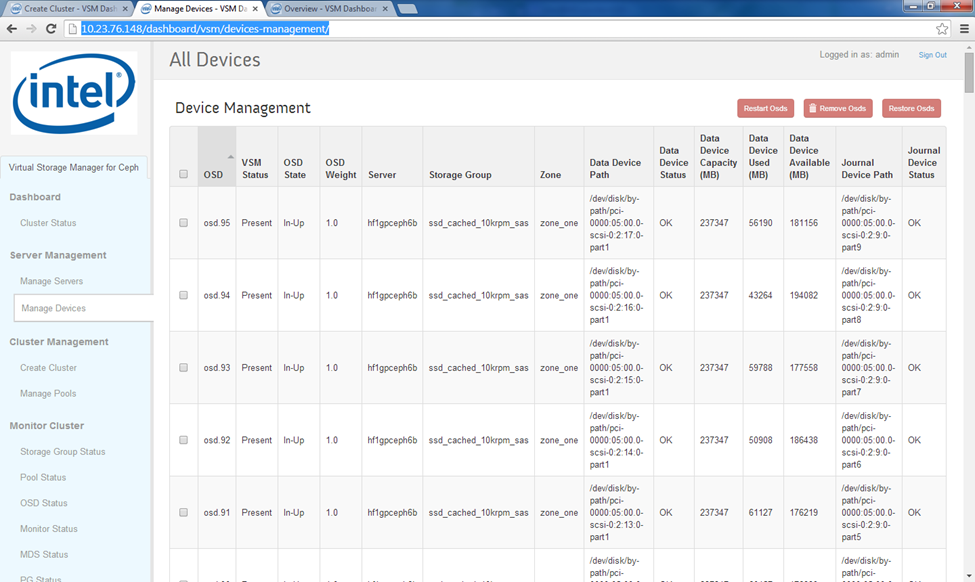 Create Cluster - VSM Dash
Manage Devices - VSM Da
Overview - VSM Dashboard
10.23.76.148/dashboard/vsm/devices-management/
intel
All Devices
Logged in as: admin
Sign Out
Device Management
Restart Osds
Remove Osds
Restore Osds
Virtual Storage Manager for Ceph
Dashboard
Cluster Status
Server Management
Manage Servers
Manage Devices
Cluster Management
Create Cluster
Manage Pools
Monitor Cluster
Storage Group Status
Pool Status
OSD Status
Monitor Status
MDS Status
PG Status
OSD
VSM
Status
OSD
State
OSD
Weight
Server
Storage Group
Zone
Data Device
Path
Data
Device
Status
Data
Device
Capacity
(MB)
Data
Device
Used
(MB)
Data
Device
Available
(MB)
Journal
Device Path
Journal
Device
Status
osd.95
Present
In-Up
1.0
hf1gpceph6b
ssd_cached_10krpm_sas
zone_one
/dev/disk/by-
path/pci-
0000:05:00.0-
scsi-0:2:17:0-
part1
OK
237347
56190
181156
/dev/disk/by-
path/pci-
0000:05:00.0-
scsi-0:2:9:0-
part9
OK
osd.94
Present
In-Up
1.0
hf1gpceph6b
ssd_cached_10krpm_sas
zone_one
/dev/disk/by-
path/pci-
0000:05:00.0-
scsi-0:2:16:0-
part1
OK
237347
43264
194082
/dev/disk/by-
path/pci-
0000:05:00.0-
scsi-0:2:9:0-
part8
OK
osd.93
Present
In-Up
1.0
hf1gpceph6b
ssd_cached_10krpm_sas
zone_one
/dev/disk/by-
path/pci-
0000:05:00.0-
scsi-0:2:15:0-
part1
OK
237347
59788
177558
/dev/disk/by-
path/pci-
0000:05:00.0-
scsi-0:2:9:0-
part7
OK
osd.92
Present
In-Up
1.0
hf1gpceph6b
ssd_cached_10krpm_sas
zone_one
/dev/disk/by-
path/pci-
0000:05:00.0-
scsi-0:2:14:0-
part1
OK
237347
50908
186438
/dev/disk/by-
path/pci-
0000:05:00.0-
scsi-0:2:9:0-
part6
OK
osd.91
Present
In-Up
1.0
hf1gpceph6b
ssd_cached_10krpm_sas
zone_one
/dev/disk/by-
path/pci-
0000:05:00.0-
scsi-0:2:13:0-
part1
OK
237347
61127
176219
/dev/disk/by-
path/pci-
0000:05:00.0-
scsi-0:2:9:0-
part5
OK
/dev/disk/by-
path/pci-
/dev/disk/by-
path/pci-